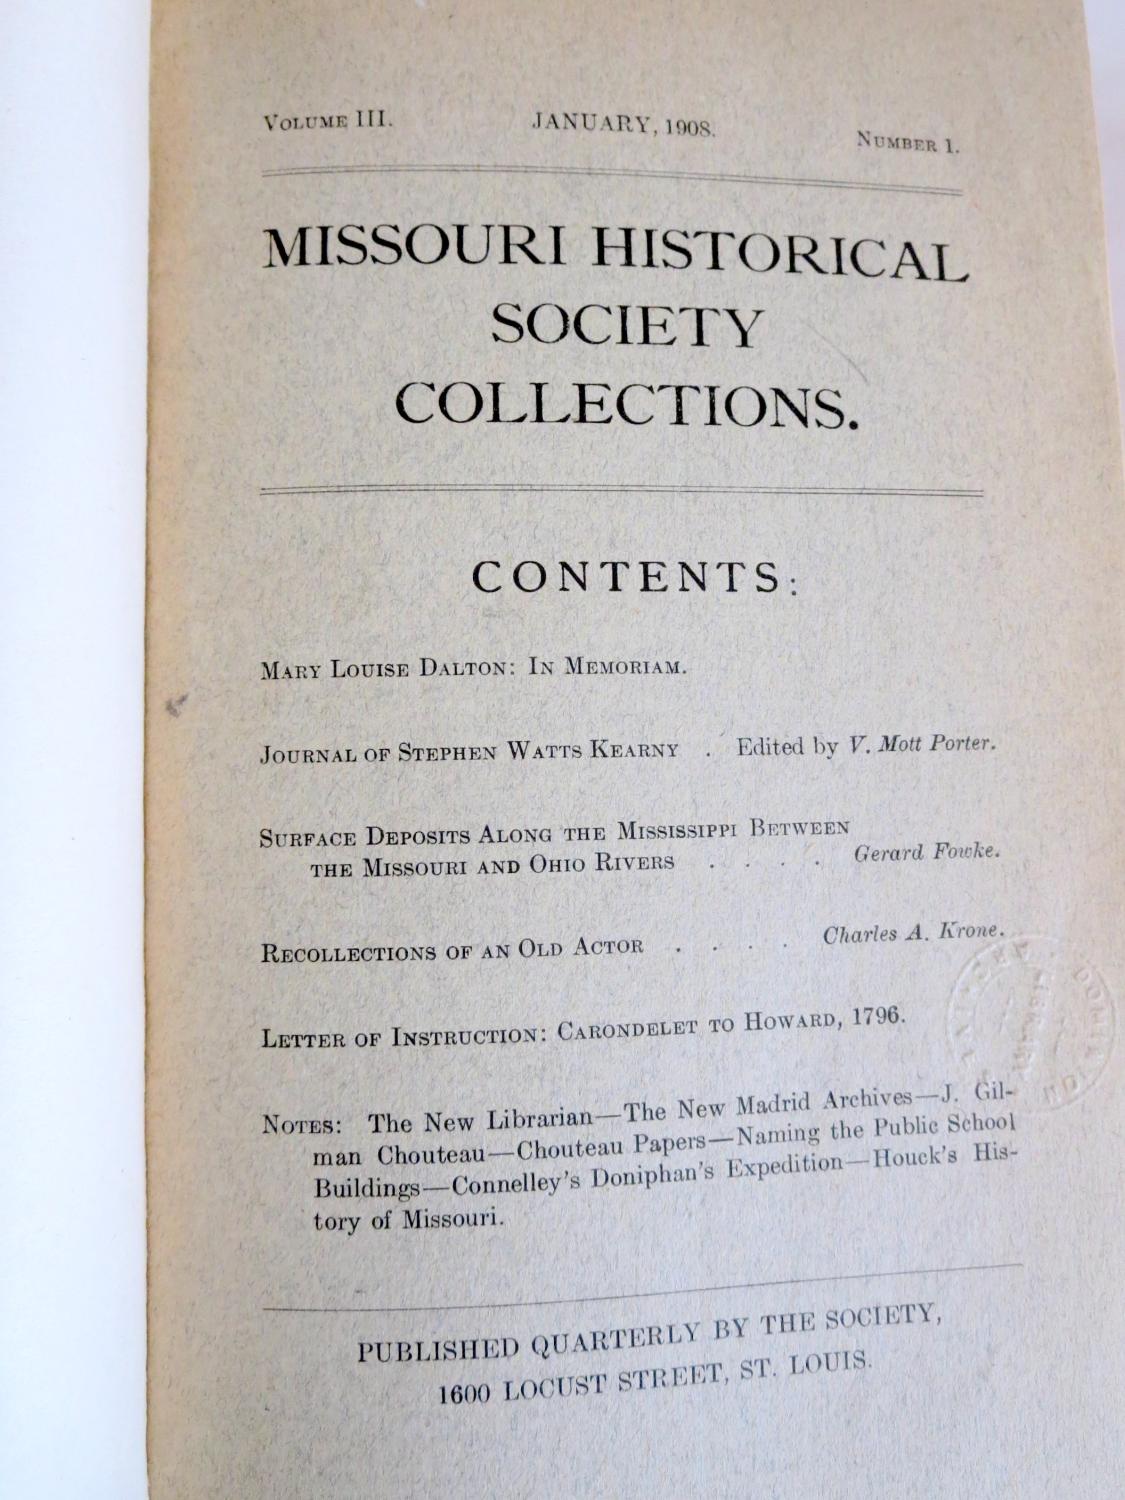 VOLUME III. JANUARY, 1908. NUMBER 1.
MISSOURI HISTORICAL
SOCIETY
COLLECTIONS.
CONTENTS:
MARY LOUISE DALTON: IN MEMORIAM.
JOURNAL OF STEPHEN WATTS KEARNY . Edited by V. Mott Porter.
SURFACE DEPOSITS ALONG THE MISSISSIPPI BETWEEN
THE MISSOURI AND OHIO RIVERS . . . . Gerard Fowke.
RECOLLECTIONS OF AN OLD ACTOR . . . . Charles A. Krone.
LETTER OF INSTRUCTION: CARONDELET TO HOWARD, 1796.
NOTES: The New Librarian—The New Madrid Archives—J. Gil-
man Chouteau—Chouteau Papers—Naming the Public School
Buildings—Connelley's Doniphan's Expedition—Houck's His-
tory of Missouri.
PUBLISHED QUARTERLY BY THE SOCIETY,
1600 LOCUST STREET, ST. LOUIS.